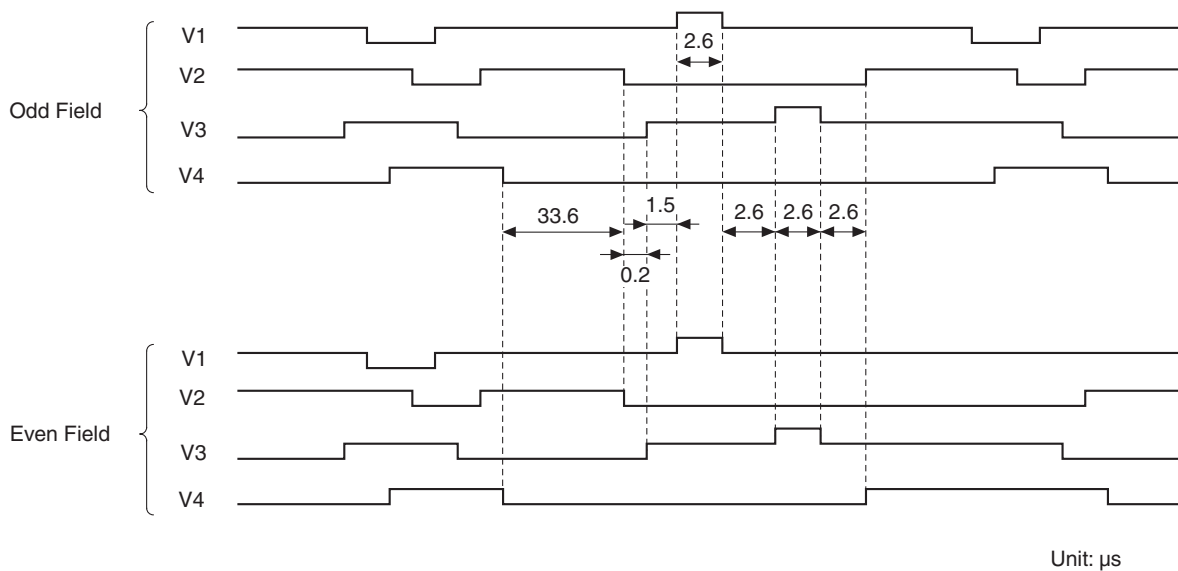 Odd Field
V1
2.6
V2
V3
V4
33.6
1.5
2.6
2.6
2.6
0.2
Even Field
V1
V2
V3
V4
Unit: µs